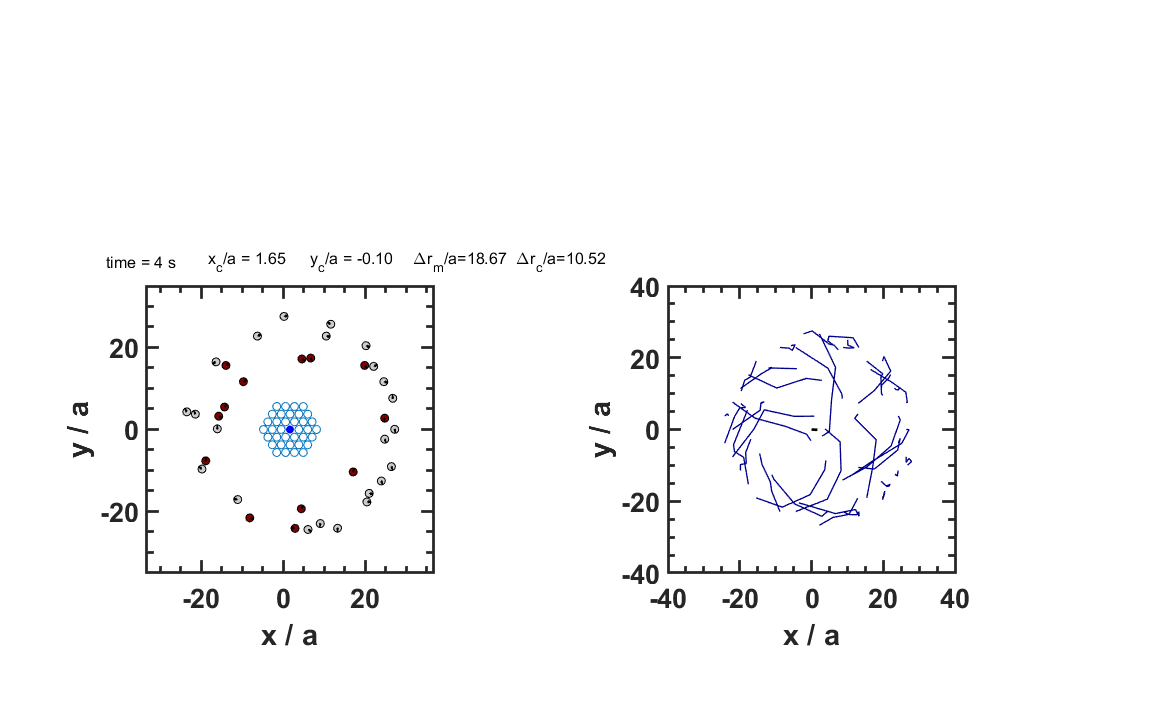 time = 4 s x_c/a = 1.65 y_c/a = -0.10 Δr_m/a=18.67 Δr_c/a=10.52
20
0
-20
y / a
-20 0 20
x / a
40
20
0
-20
-40
y / a
-40 -20 0 20 40
x / a